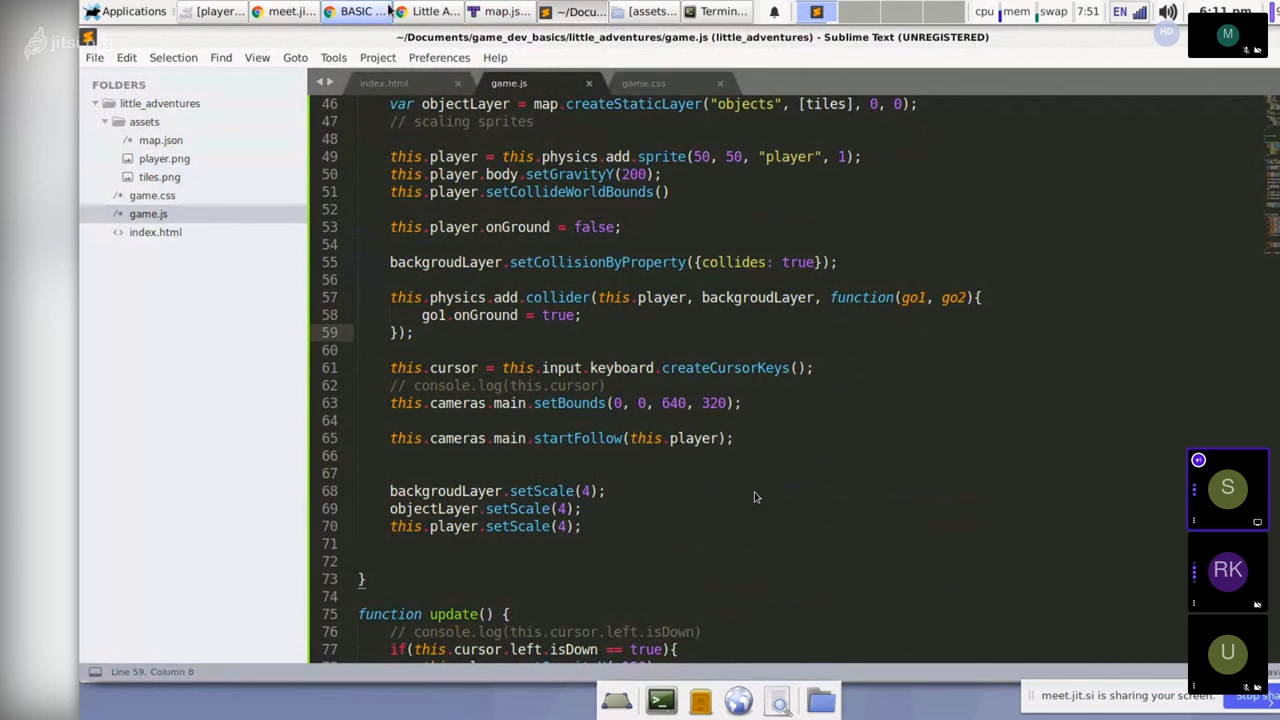 Applications [player... meet.ji... BASIC ... Little A... map.js... ~/Docu... [assets... Termin... cpu mem swap 7:51 EN 6:11 pm
jitsi.org
~/Documents/game_dev_basics/little_adventures/game.js (little_adventures) - Sublime Text (UNREGISTERED)
HD
M
File Edit Selection Find View Goto Tools Project Preferences Help
FOLDERS
little_adventures
assets
map.json
player.png
tiles.png
game.css
game.js
index.html
index.html game.js game.css
46 var objectLayer = map.createStaticLayer("objects", [tiles], 0, 0);
47 // scaling sprites
48
49 this.player = this.physics.add.sprite(50, 50, "player", 1);
50 this.player.body.setGravityY(200);
51 this.player.setCollideWorldBounds()
52
53 this.player.onGround = false;
54
55 backgroudLayer.setCollisionByProperty({collides: true});
56
57 this.physics.add.collider(this.player, backgroudLayer, function(go1, go2){
58 go1.onGround = true;
59 });
60
61 this.cursor = this.input.keyboard.createCursorKeys();
62 // console.log(this.cursor)
63 this.cameras.main.setBounds(0, 0, 640, 320);
64
65 this.cameras.main.startFollow(this.player);
66
67
68 backgroudLayer.setScale(4);
69 objectLayer.setScale(4);
70 this.player.setScale(4);
71
72
73 }
74
75 function update() {
76 // console.log(this.cursor.left.isDown)
77 if(this.cursor.left.isDown == true){
S
RK
U
Line 59, Column 8
meet.jit.si is sharing your screen.